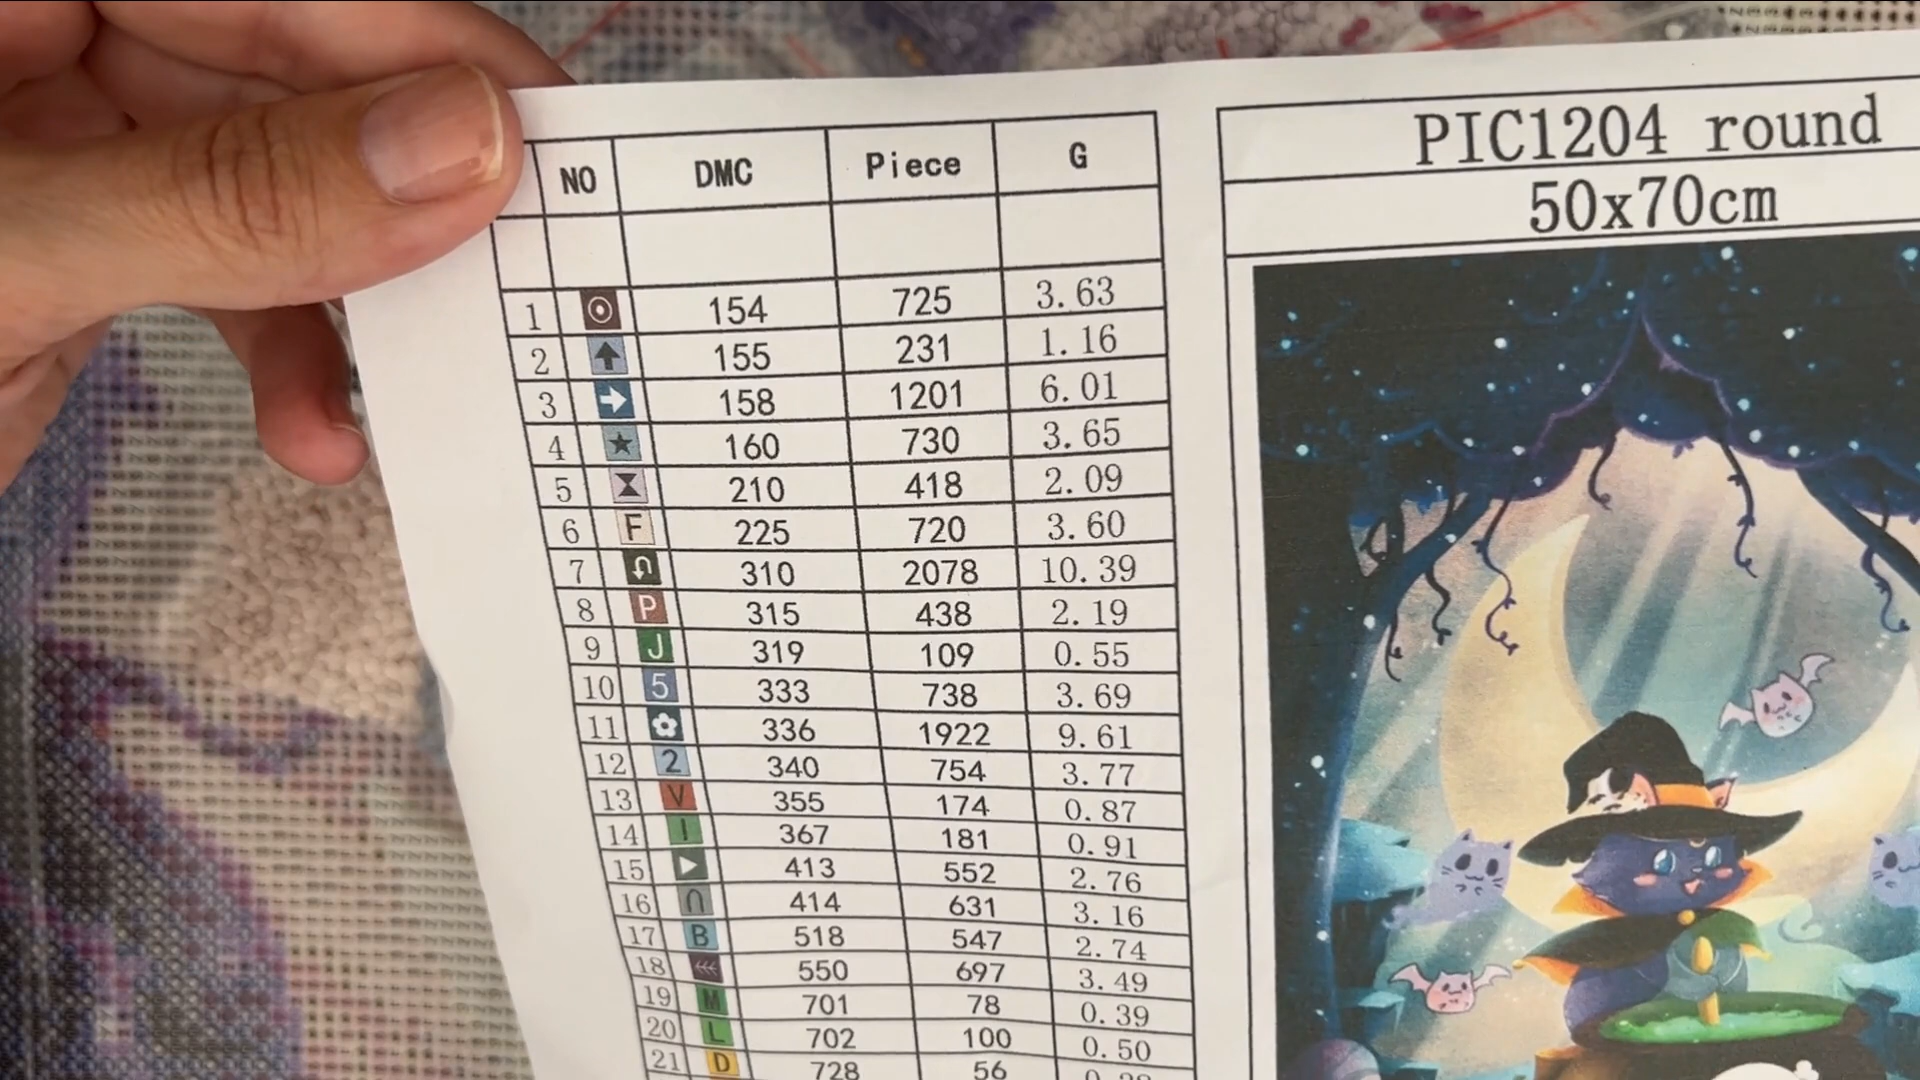 NO DMC Piece G
1 154 725 3.63
2 155 231 1.16
3 158 1201 6.01
4 160 730 3.65
5 210 418 2.09
6 F 225 720 3.60
7 310 2078 10.39
8 P 315 438 2.19
9 J 319 109 0.55
10 5 333 738 3.69
11 336 1922 9.61
12 2 340 754 3.77
13 V 355 174 0.87
14 I 367 181 0.91
15 413 552 2.76
16 414 631 3.16
17 B 518 547 2.74
18 550 697 3.49
19 M 701 78 0.39
20 L 702 100 0.50
21 D 728 56
PIC1204 round
50x70cm